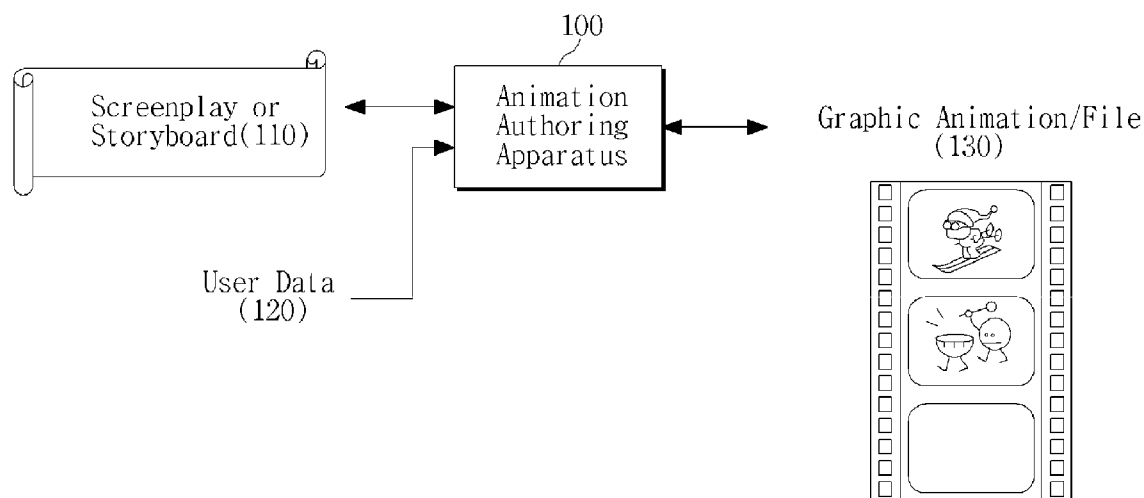 100
Screenplay or
Storyboard(110)
Animation
Authoring
Apparatus
Graphic Animation/File
(130)
User Data
(120)